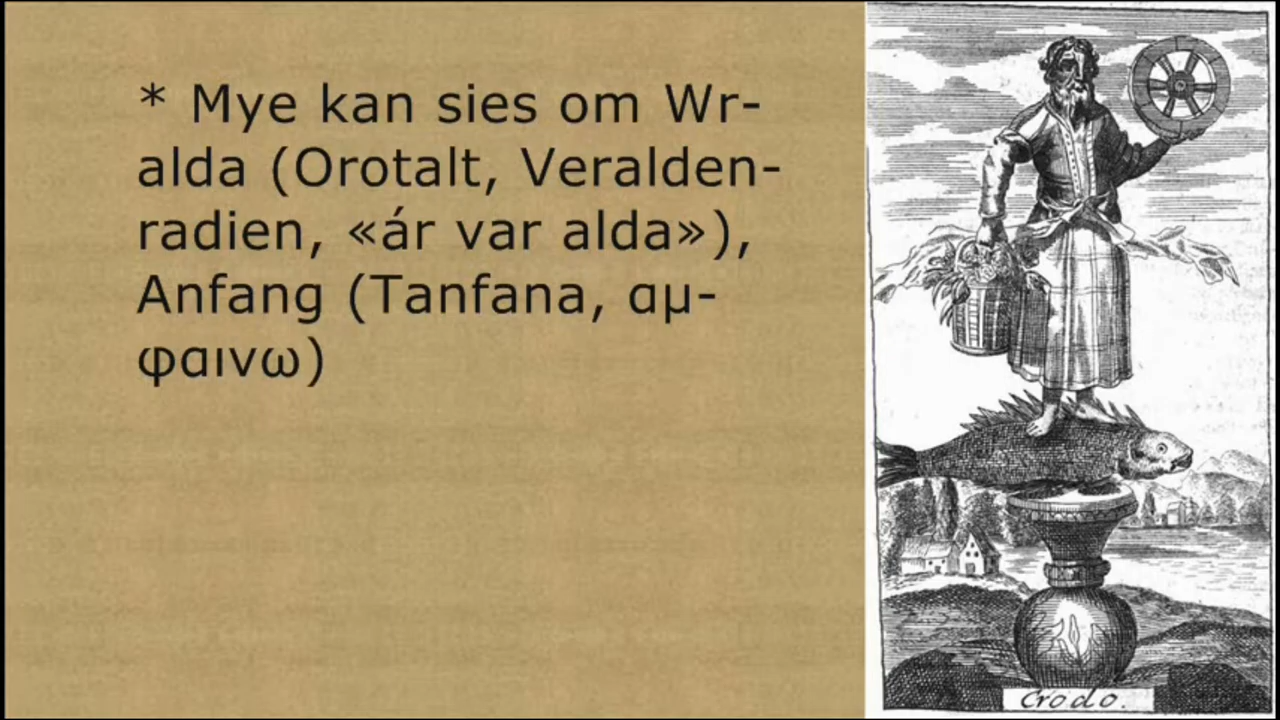 * Mye kan sies om Wr-
alda (Orotalt, Veralden-
radien, «ár var alda»),
Anfang (Tanfana, αμ-
φαινω)
Crodo.